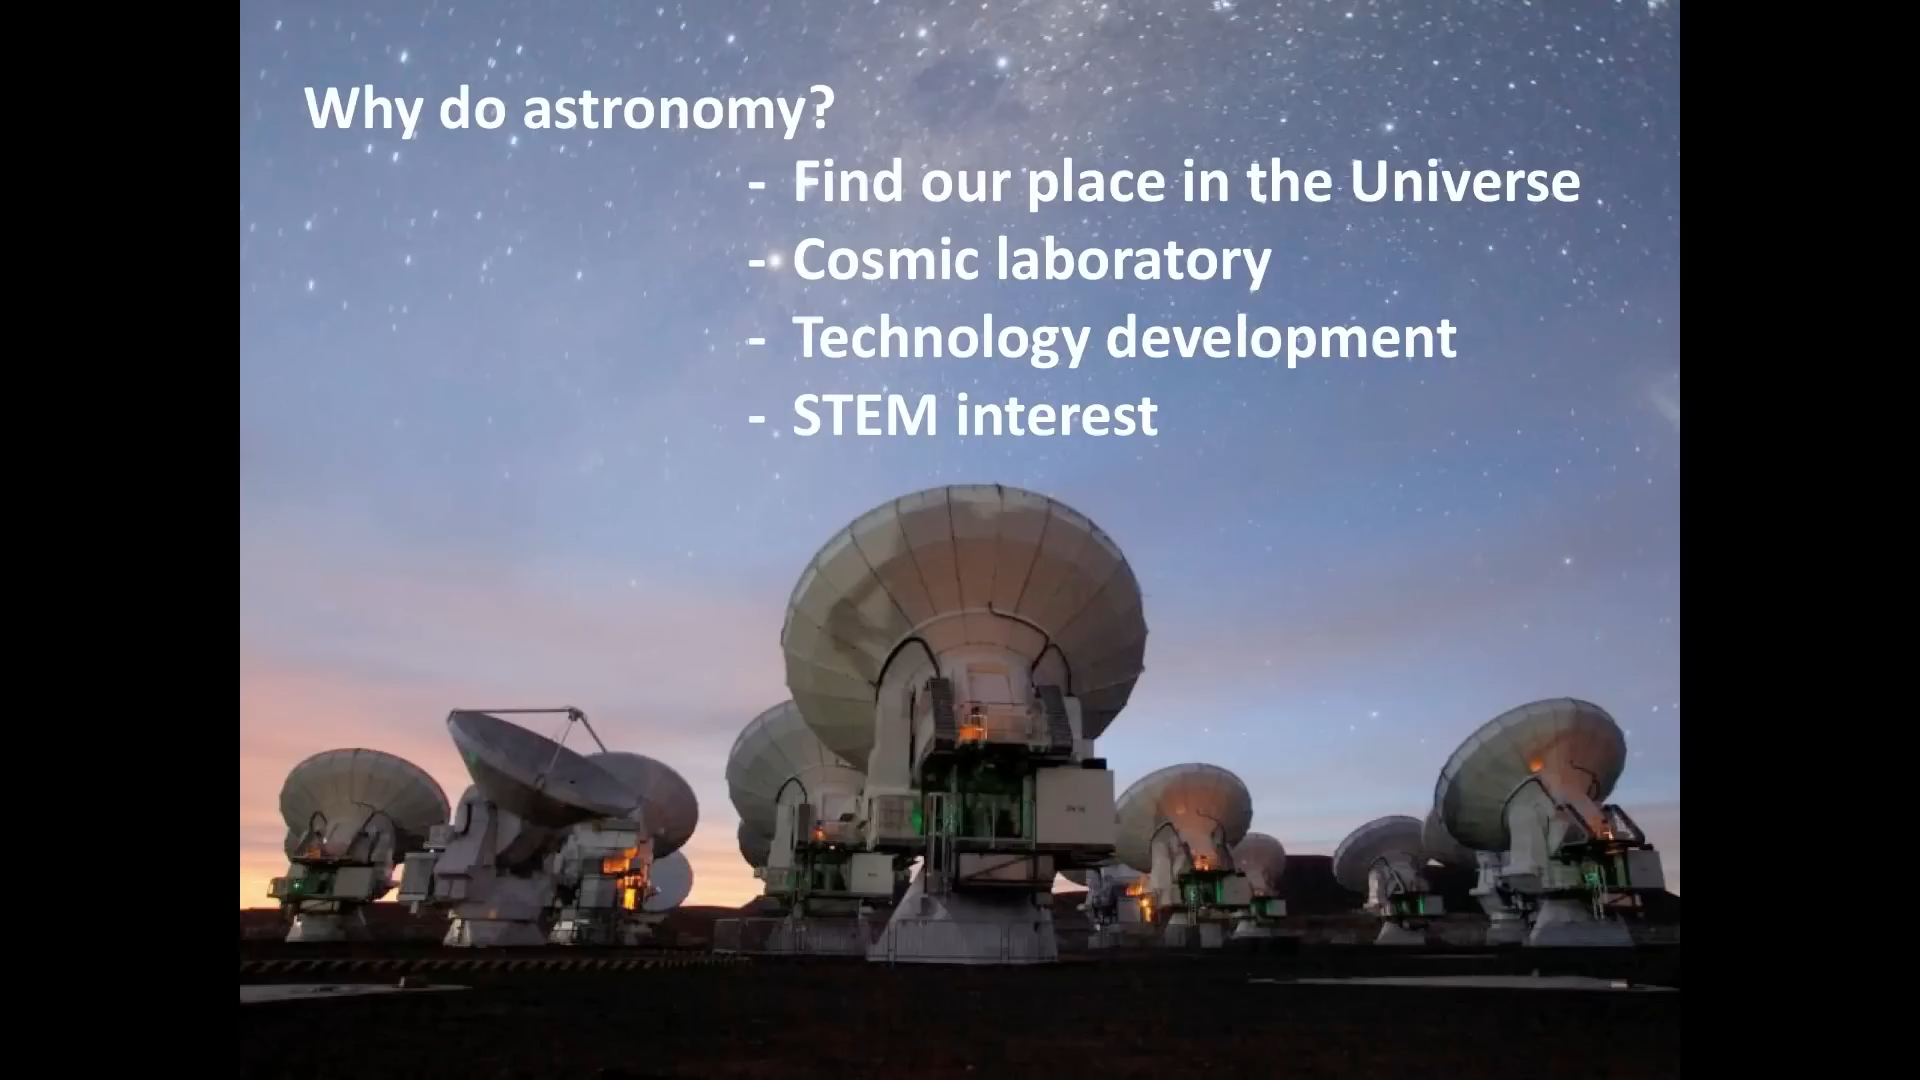 Why do astronomy?
- Find our place in the Universe
- Cosmic laboratory
- Technology development
- STEM interest